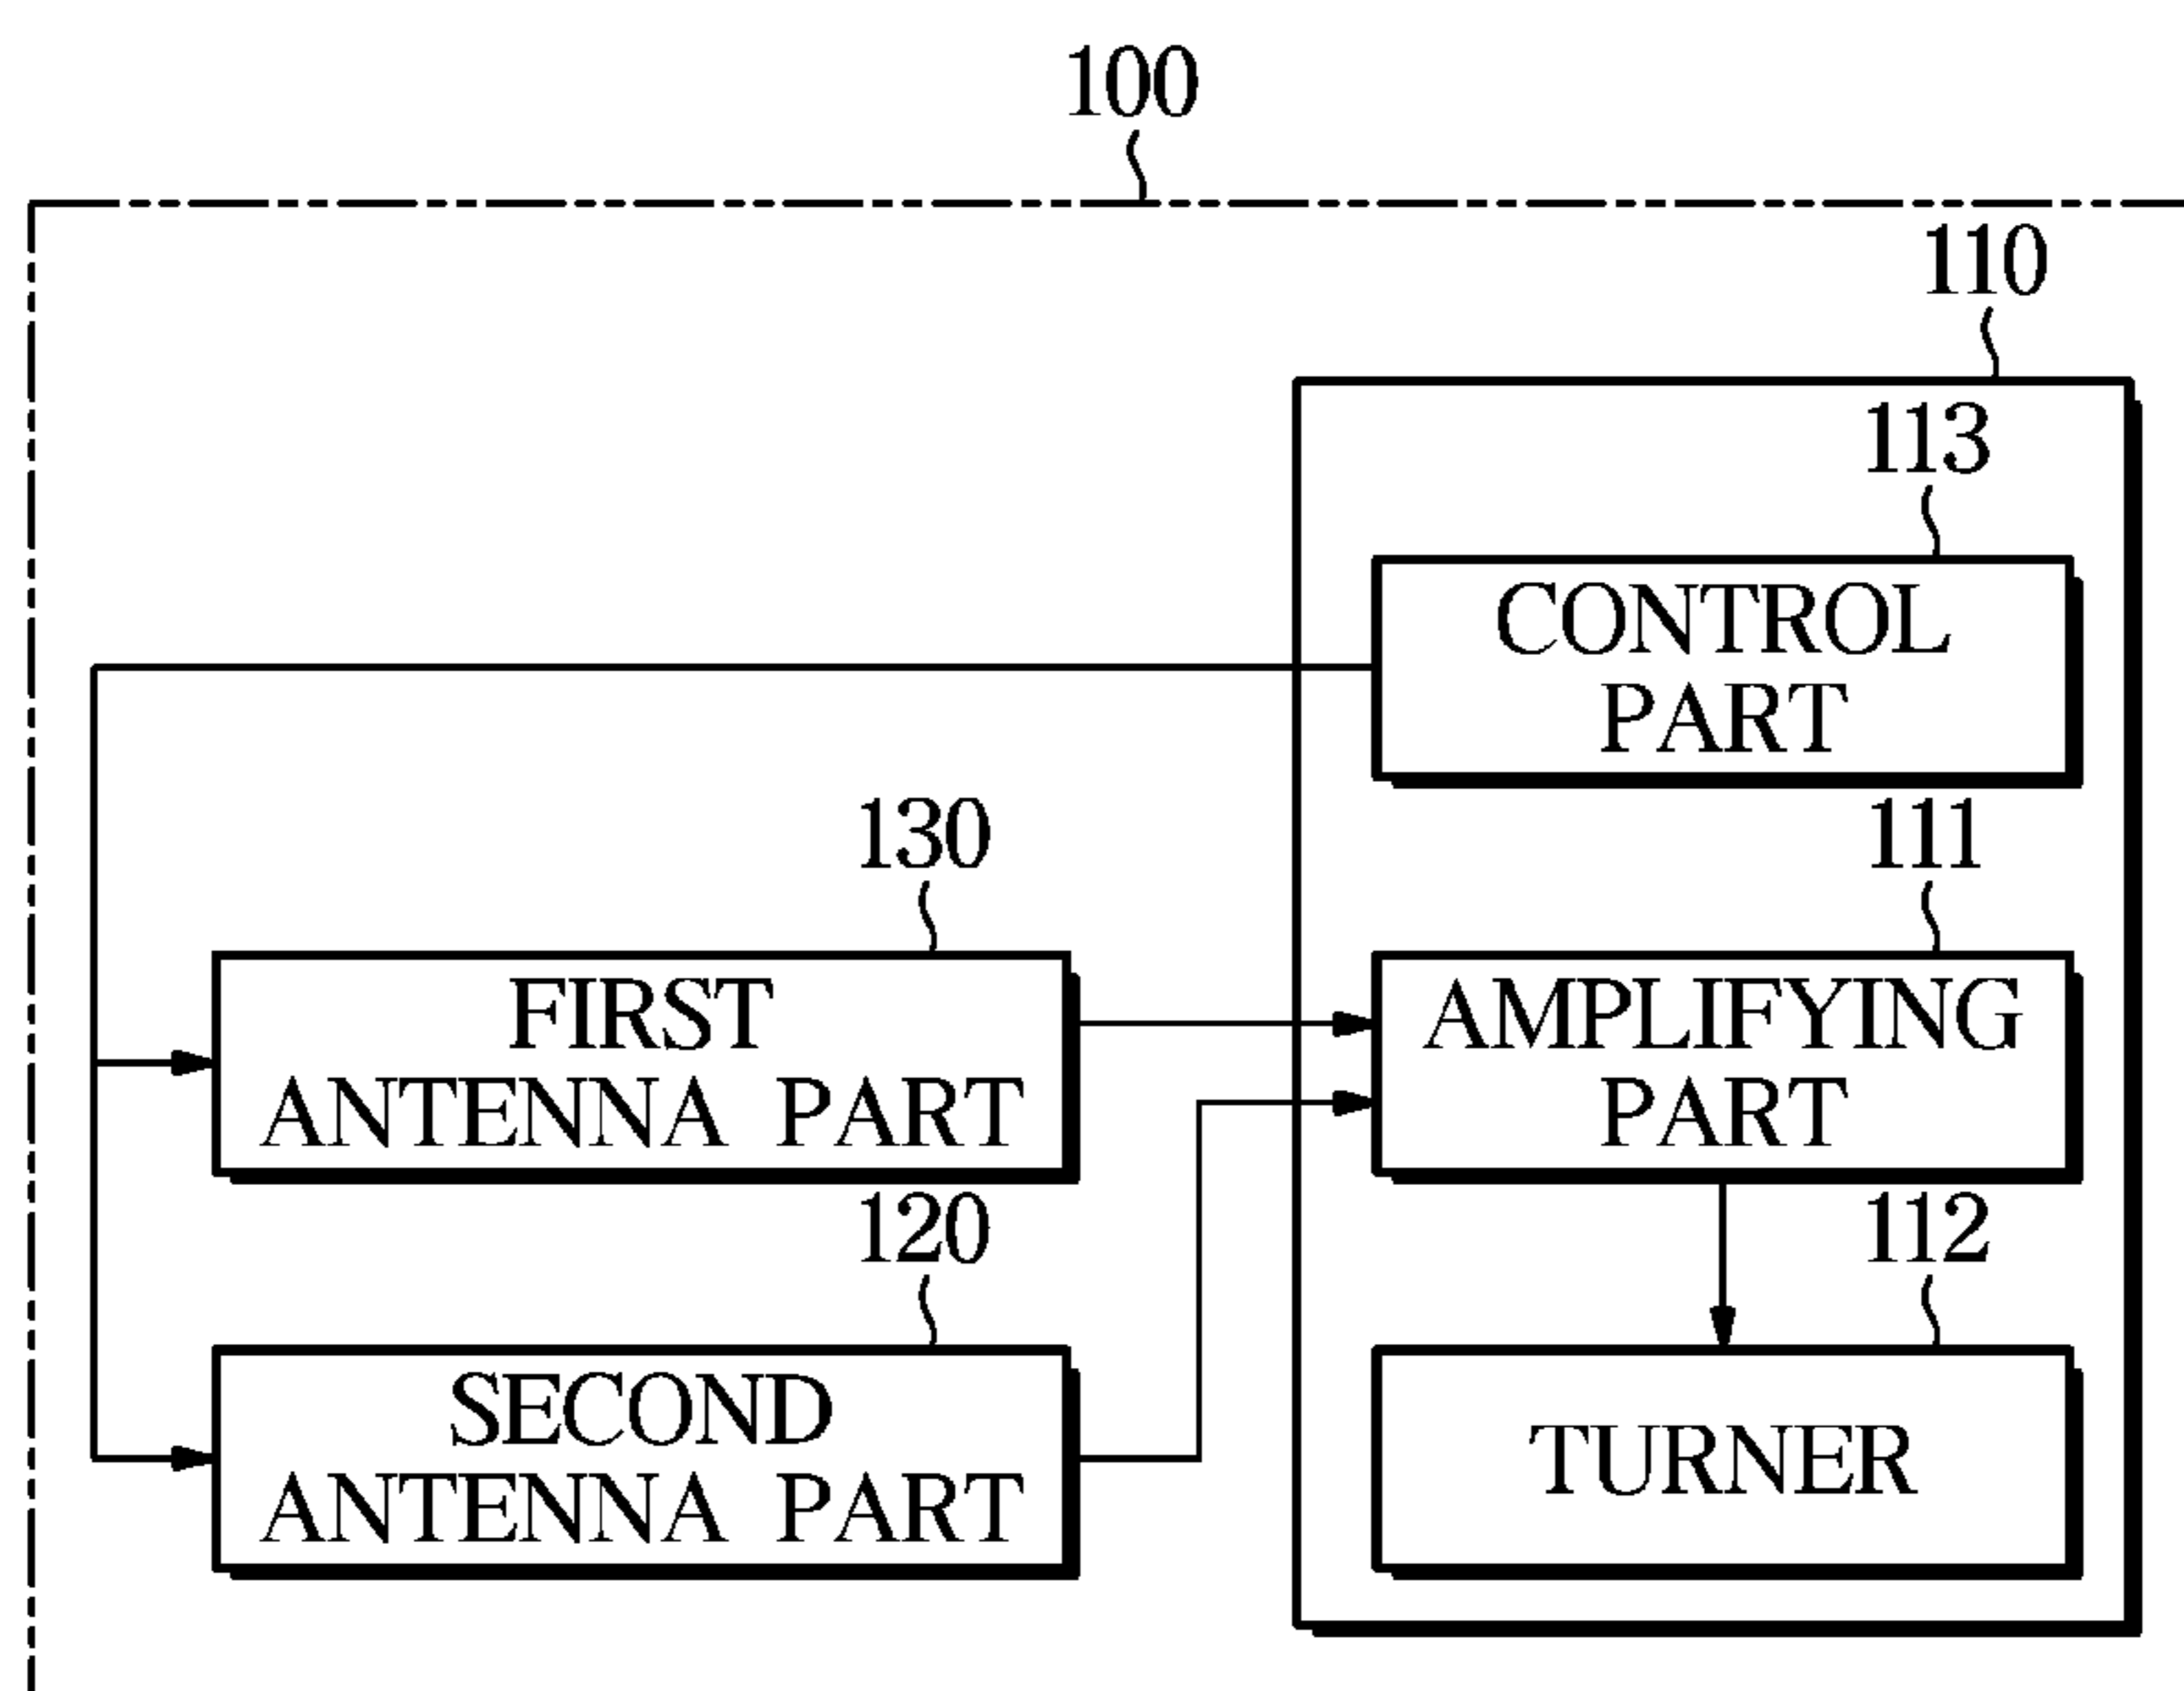 100
110
113
CONTROL
PART
130
111
FIRST
ANTENNA PART
AMPLIFYING
PART
120
112
SECOND
ANTENNA PART
TURNER